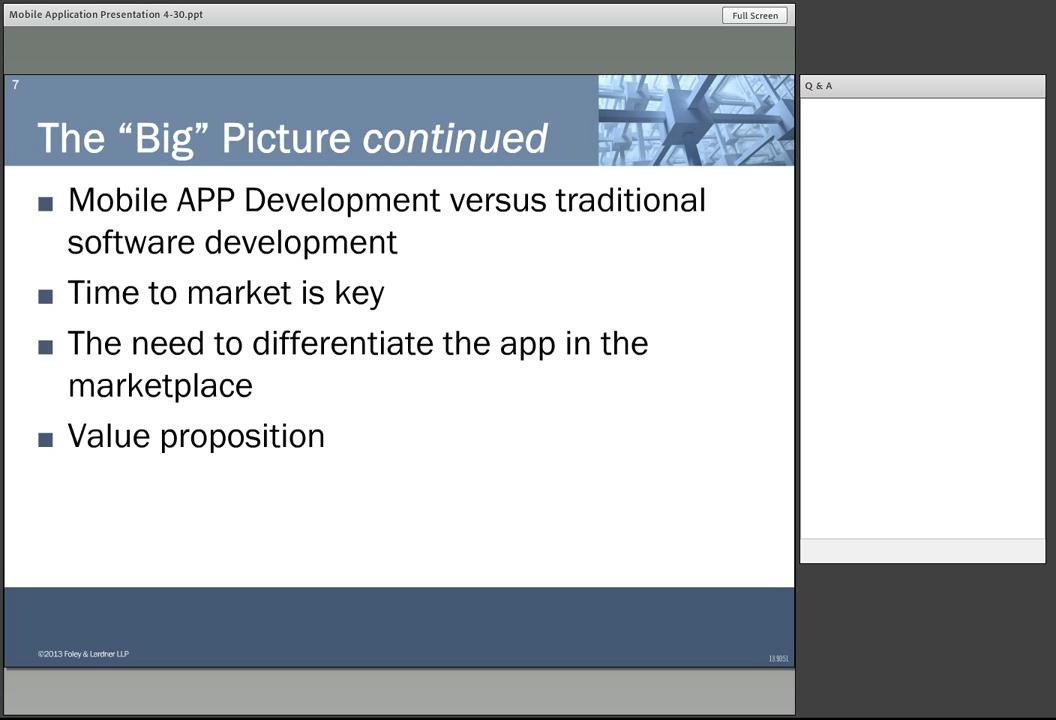 Mobile Application Presentation 4-30.ppt
Full Screen
7
The “Big” Picture continued
Q & A
■ Mobile APP Development versus traditional
software development
■ Time to market is key
■ The need to differentiate the app in the
marketplace
■ Value proposition
©2013 Foley & Lardner LLP
13.9051